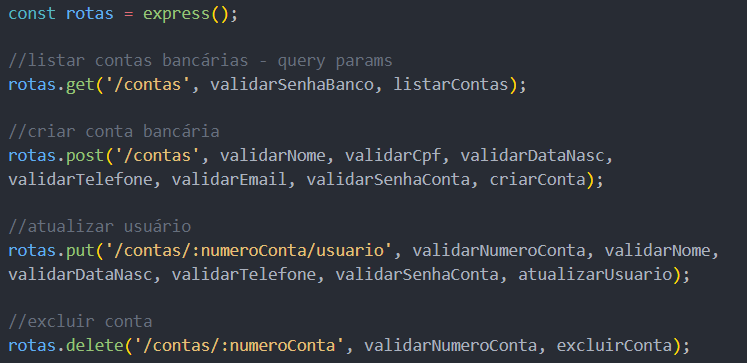 const rotas = express();
//listar contas bancárias - query params
rotas.get('/contas', validarSenhaBanco, listarContas);
//criar conta bancária
rotas.post('/contas', validarNome, validarCpf, validarDataNasc,
validarTelefone, validarEmail, validarSenhaConta, criarConta);
//atualizar usuário
rotas.put('/contas/:numeroConta/usuario', validarNumeroConta, validarNome,
validarDataNasc, validarTelefone, validarSenhaConta, atualizarUsuario);
//excluir conta
rotas.delete('/contas/:numeroConta', validarNumeroConta, excluirConta);